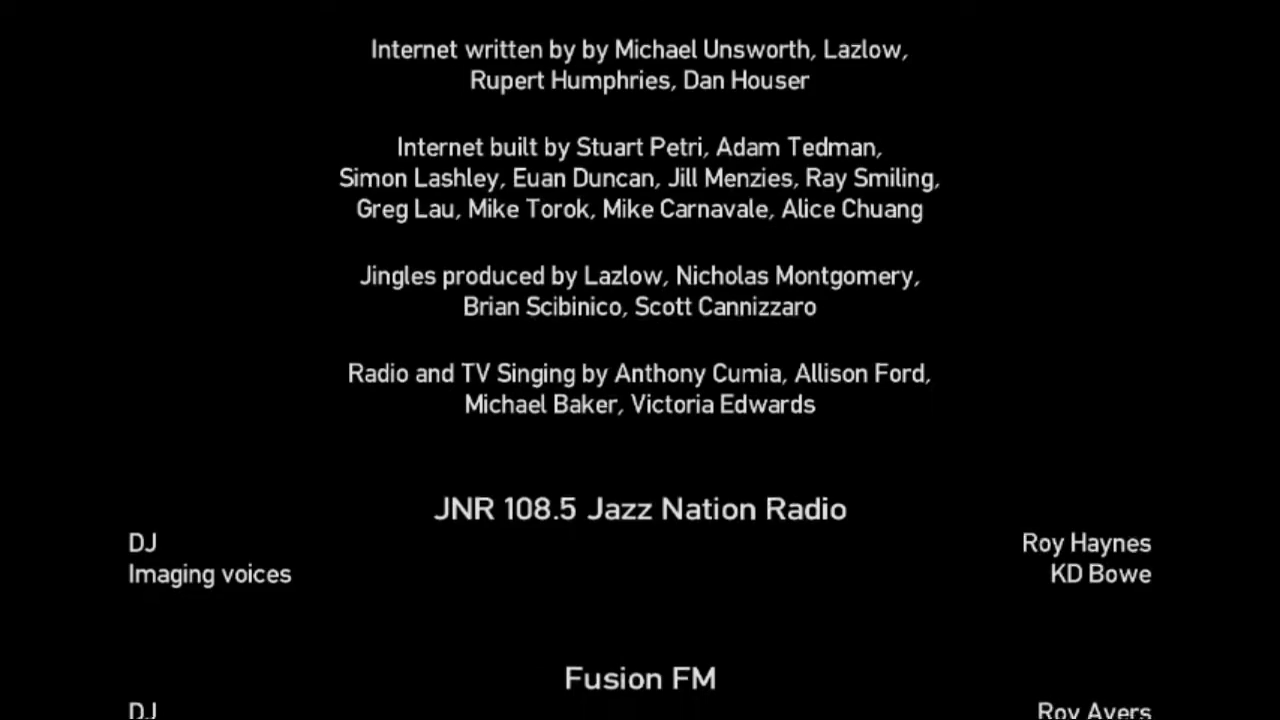 Internet written by by Michael Unsworth, Lazlow,
Rupert Humphries, Dan Houser
Internet built by Stuart Petri, Adam Tedman,
Simon Lashley, Euan Duncan, Jill Menzies, Ray Smiling,
Greg Lau, Mike Torok, Mike Carnavale, Alice Chuang
Jingles produced by Lazlow, Nicholas Montgomery,
Brian Scibinico, Scott Cannizzaro
Radio and TV Singing by Anthony Cumia, Allison Ford,
Michael Baker, Victoria Edwards
JNR 108.5 Jazz Nation Radio
DJ Roy Haynes
Imaging voices KD Bowe
Fusion FM
DJ Roy Ayers